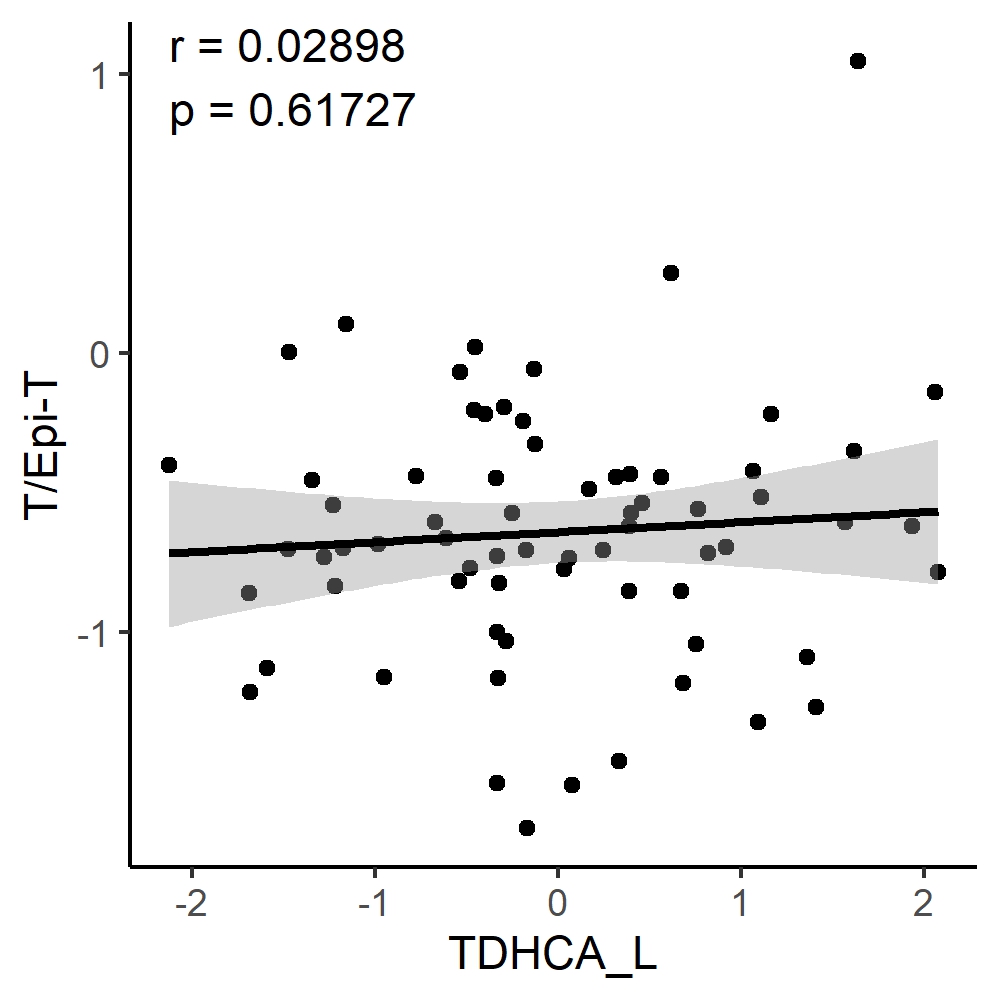 r = 0.02898
p = 0.61727
1
0
-1
T/Epi-T
-2 -1 0 1 2
TDHCA_L